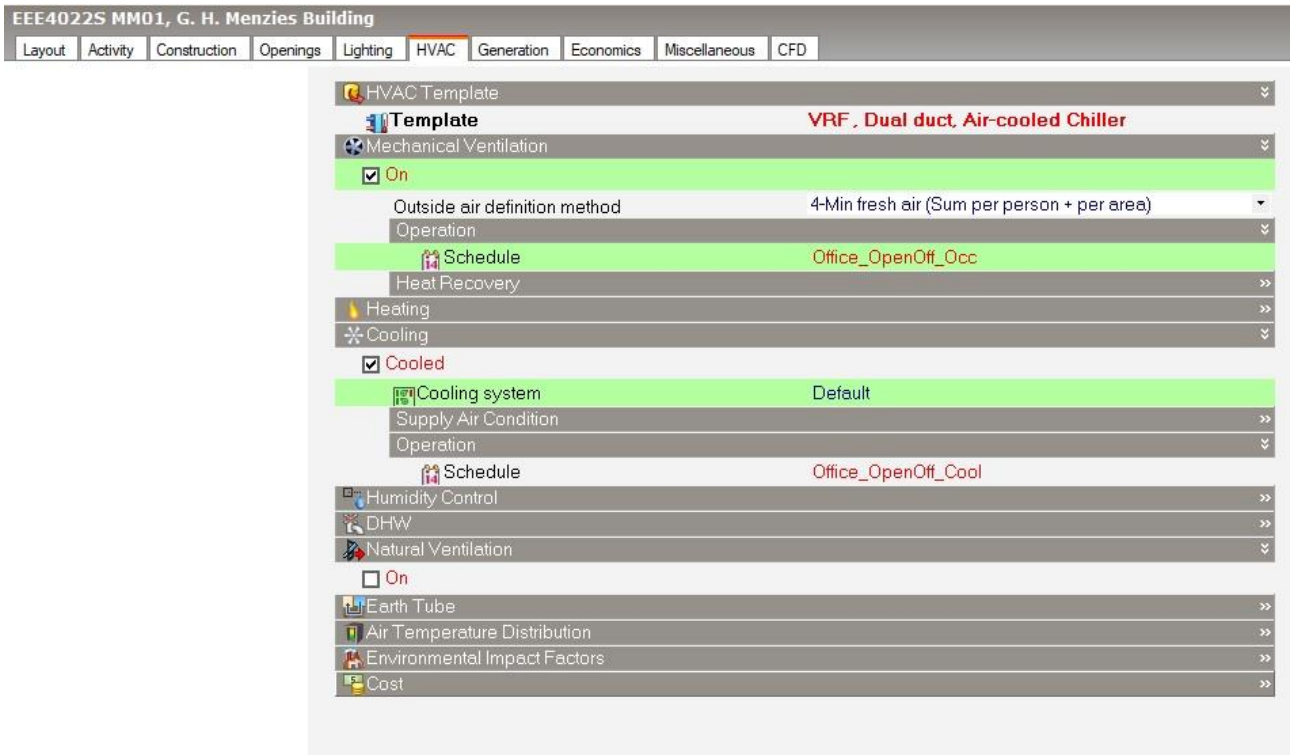 EEE4022S MM01, G. H. Menzies Building
Layout Activity Construction Openings Lighting HVAC Generation Economics Miscellaneous CFD
HVAC Template
Template VRF, Dual duct, Air-cooled Chiller
Mechanical Ventilation
On
Outside air definition method 4-Min fresh air (Sum per person + per area)
Operation
Schedule Office_OpenOff_Occ
Heat Recovery
Heating
Cooling
Cooled
Cooling system Default
Supply Air Condition
Operation
Schedule Office_OpenOff_Cool
Humidity Control
DHW
Natural Ventilation
On
Earth Tube
Air Temperature Distribution
Environmental Impact Factors
Cost